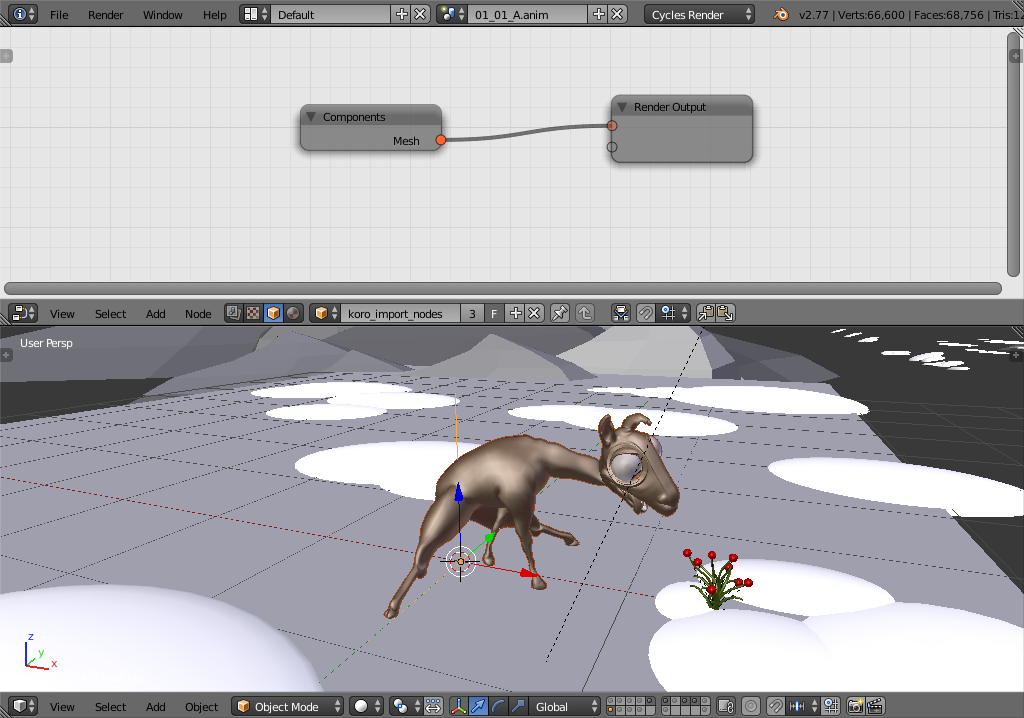 File Render Window Help Default 01_01_A.anim Cycles Render v2.77 | Verts:66,600 | Faces:68,756 | Tris:
Components
Mesh
Render Output
View Select Add Node koro_import_nodes 3 F
User Persp
z
y
x
View Select Add Object Object Mode Global